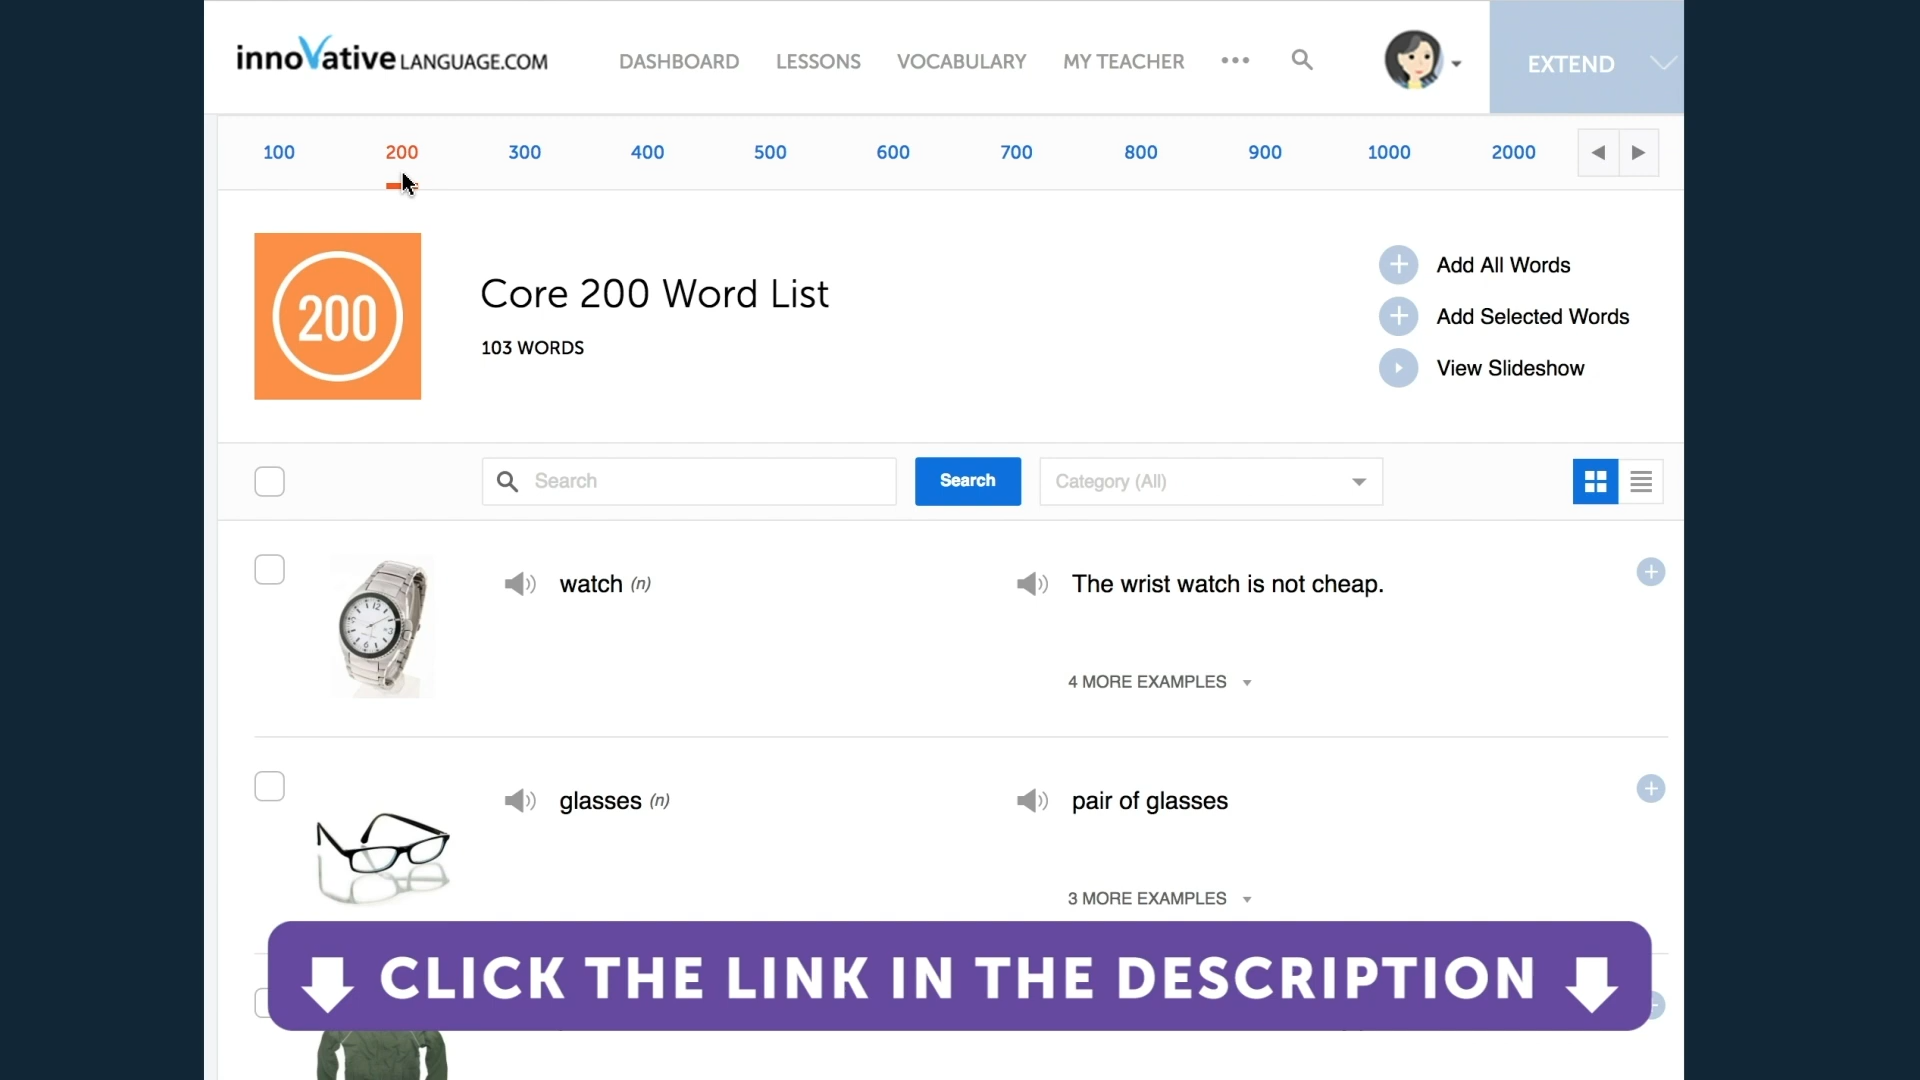 innoVative LANGUAGE.COM
DASHBOARD LESSONS VOCABULARY MY TEACHER ••• EXTEND
100 200 300 400 500 600 700 800 900 1000 2000
200
Core 200 Word List
103 WORDS
Add All Words
Add Selected Words
View Slideshow
Search Search Category (All)
watch (n) The wrist watch is not cheap.
4 MORE EXAMPLES
glasses (n) pair of glasses
3 MORE EXAMPLES
CLICK THE LINK IN THE DESCRIPTION